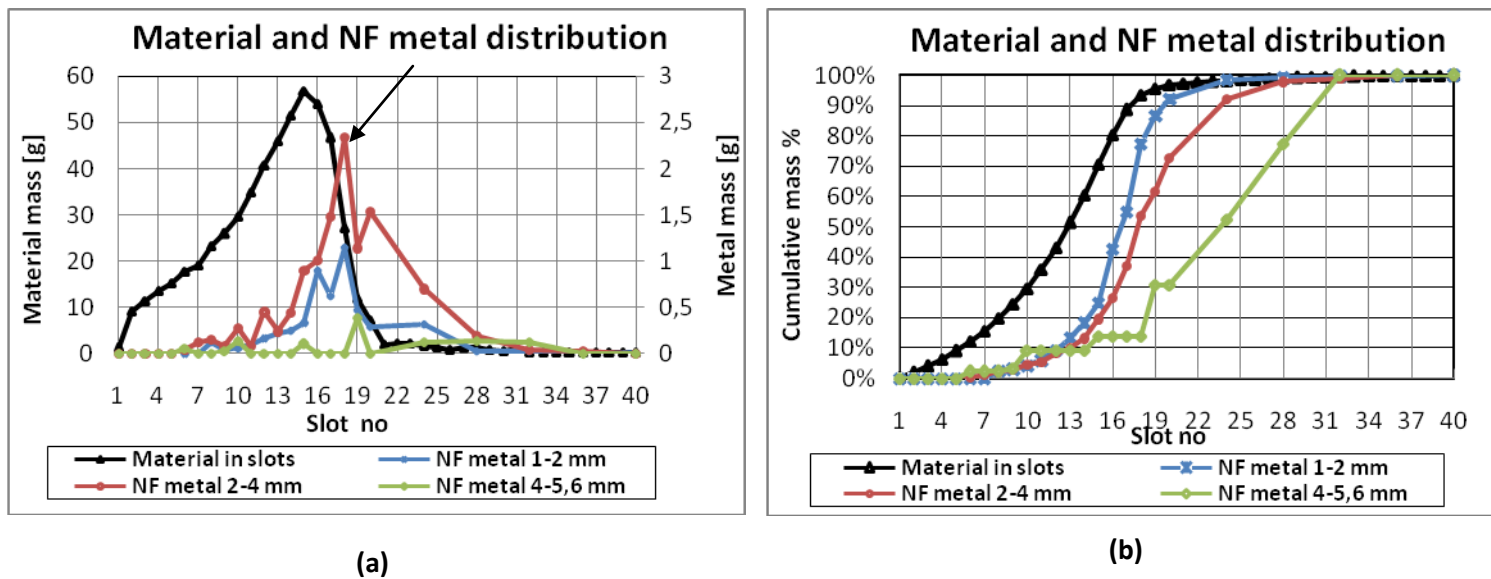 Material and NF metal distribution
60
50
40
30
20
10
0
Material mass [g]
3
2,5
2
1,5
1
0,5
0
Metal mass [g]
1 4 7 10 13 16 19 22 25 28 31 34 37 40
Slot no
Material in slots NF metal 1-2 mm
NF metal 2-4 mm NF metal 4-5,6 mm
(a)
Material and NF metal distribution
100%
90%
80%
70%
60%
50%
40%
30%
20%
10%
0%
Cumulative mass %
1 4 7 10 13 16 19 22 25 28 31 34 37 40
Slot no
Material in slots NF metal 1-2 mm
NF metal 2-4 mm NF metal 4-5,6 mm
(b)